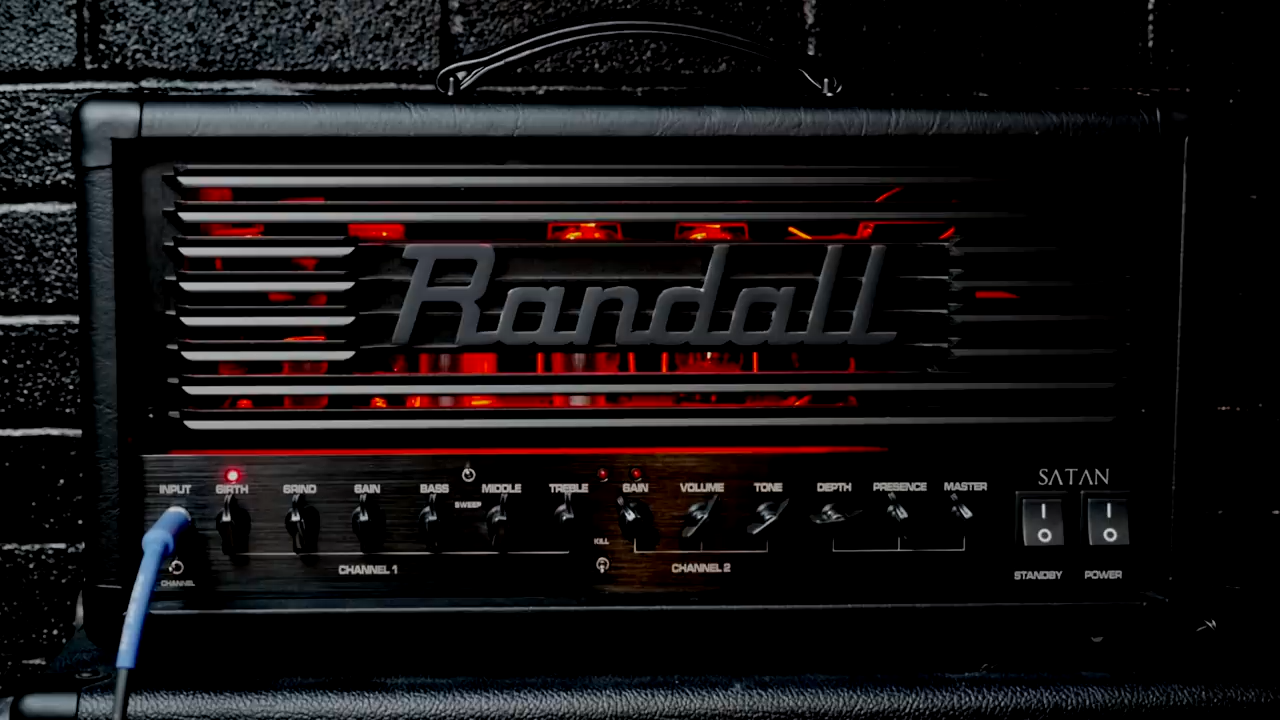 Randall
SATAN
INPUT GIRTH GRIND GAIN BASS MIDDLE TREBLE GAIN VOLUME TONE DEPTH PRESENCE MASTER
SWEEP
KILL
CHANNEL 1 CHANNEL 2
STANDBY POWER
CHANNEL